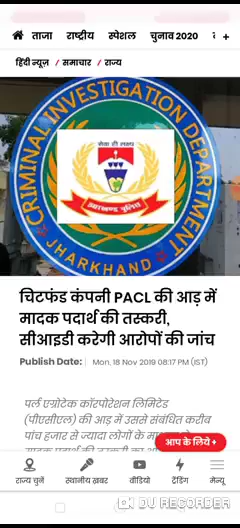 ताजा राष्ट्रीय स्पेशल चुनाव 2020 +
हिंदी न्यूज़ / समाचार / राज्य
CRIMINAL INVESTIGATION DEPARTMENT
JHARKHAND
झारखण्ड पुलिस
चिटफंड कंपनी PACL की आड़ में
मादक पदार्थ की तस्करी,
सीआइडी करेगी आरोपों की जांच
Publish Date: Mon, 18 Nov 2019 08:17 PM (IST)
पर्ल एग्रोटेक कॉरपोरेशन लिमिटेड
(पीएसीएल) की आड़ में उससे संबंधित करीब
पांच हजार से ज्यादा लोगों के
आप के लिये +
राज्य चुनें स्थानीय खबर वीडियो ट्रेंडिंग मेन्यू
DU RECORDER